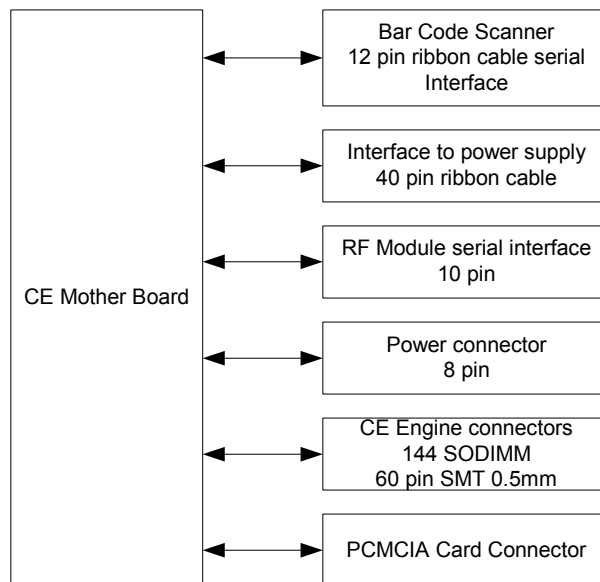 CE Mother Board
Bar Code Scanner
12 pin ribbon cable serial
Interface
Interface to power supply
40 pin ribbon cable
RF Module serial interface
10 pin
Power connector
8 pin
CE Engine connectors
144 SODIMM
60 pin SMT 0.5mm
PCMCIA Card Connector